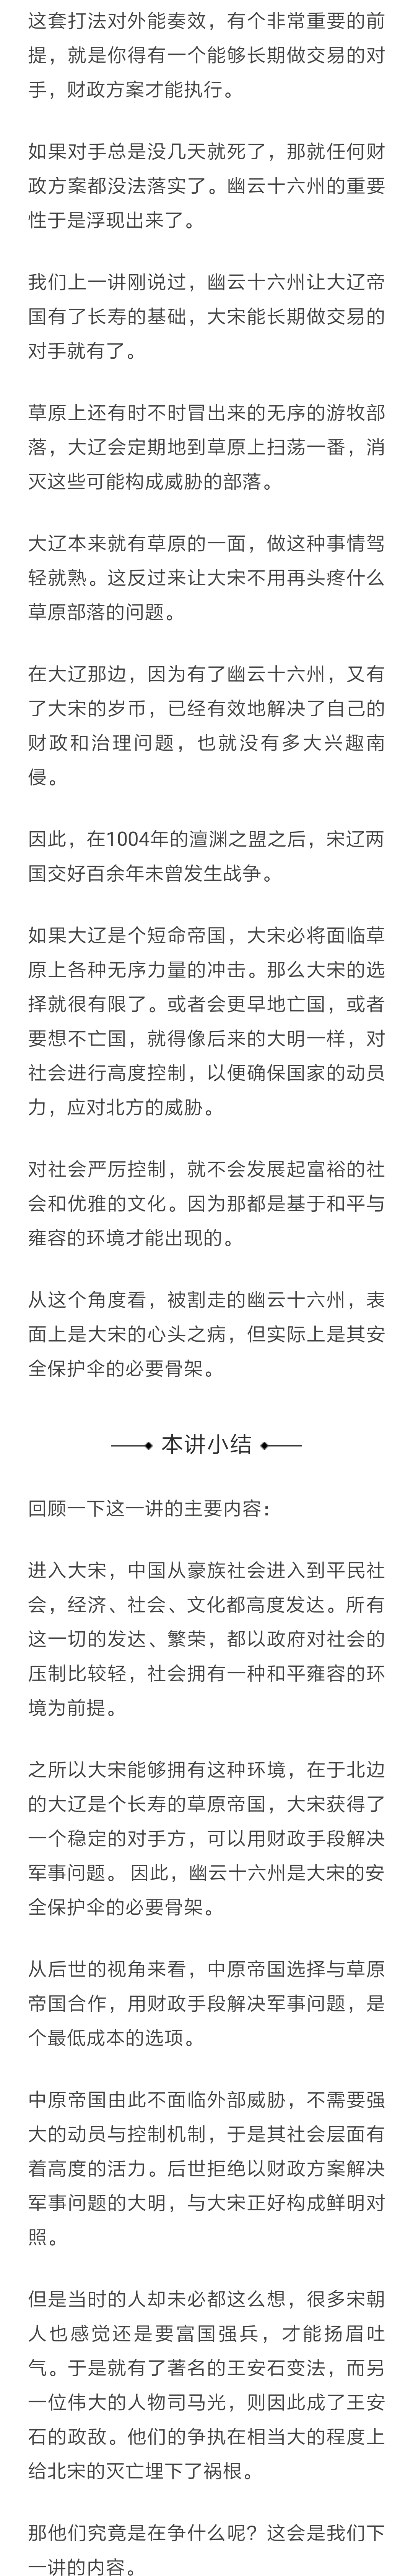 这套打法对外能奏效，有个非常重要的前
提，就是你得有一个能够长期做交易的对
手，财政方案才能执行。
如果对手总是没几天就死了，那就任何财
政方案都没法落实了。幽云十六州的重要
性于是浮现出来了。
我们上一讲刚说过，幽云十六州让大辽帝
国有了长寿的基础，大宋能长期做交易的
对手就有了。
草原上还有时不时冒出来的无序的游牧部
落，大辽会定期地到草原上扫荡一番，消
灭这些可能构成威胁的部落。
大辽本来就有草原的一面，做这种事情驾
轻就熟。这反过来让大宋不用再头疼什么
草原部落的问题。
在大辽那边，因为有了幽云十六州，又有
了大宋的岁币，已经有效地解决了自己的
财政和治理问题，也就没有多大兴趣南
侵。
因此，在1004年的澶渊之盟之后，宋辽两
国交好百余年未曾发生战争。
如果大辽是个短命帝国，大宋必将面临草
原上各种无序力量的冲击。那么大宋的选
择就很有限了。或者会更早地亡国，或者
要想不亡国，就得像后来的大明一样，对
社会进行高度控制，以便确保国家的动员
力，应对北方的威胁。
对社会严厉控制，就不会发展起富裕的社
会和优雅的文化。因为那都是基于和平与
雍容的环境才能出现的。
从这个角度看，被割走的幽云十六州，表
面上是大宋的心头之病，但实际上是其安
全保护伞的必要骨架。
本讲小结
回顾一下这一讲的主要内容：
进入大宋，中国从豪族社会进入到平民社
会，经济、社会、文化都高度发达。所有
这一切的发达、繁荣，都以政府对社会的
压制比较轻，社会拥有一种和平雍容的环
境为前提。
之所以大宋能够拥有这种环境，在于北边
的大辽是个长寿的草原帝国，大宋获得了
一个稳定的对手方，可以用财政手段解决
军事问题。 因此，幽云十六州是大宋的安
全保护伞的必要骨架。
从后世的视角来看，中原帝国选择与草原
帝国合作，用财政手段解决军事问题，是
个最低成本的选项。
中原帝国由此不面临外部威胁，不需要强
大的动员与控制机制，于是其社会层面有
着高度的活力。后世拒绝以财政方案解决
军事问题的大明，与大宋正好构成鲜明对
照。
但是当时的人却未必都这么想，很多宋朝
人也感觉还是要富国强兵，才能扬眉吐
气。于是就有了著名的王安石变法，而另
一位伟大的人物司马光，则因此成了王安
石的政敌。他们的争执在相当大的程度上
给北宋的灭亡埋下了祸根。
那他们究竟是在争什么呢？这会是我们下
一讲的内容。